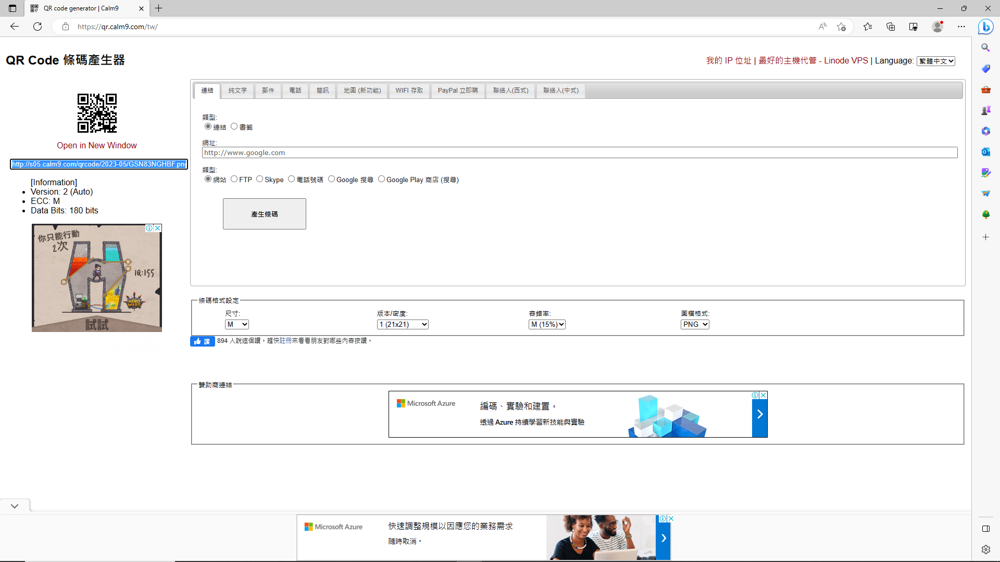 QR code generator | Calm9
https://qr.calm9.com/tw/
QR Code 條碼產生器
我的 IP 位址 | 最好的主機代管 - Linode VPS | Language: 繁體中文
連結 純文字 郵件 電話 簡訊 地圖 (新功能) WIFI 存取 PayPal 立即購 聯絡人(西式) 聯絡人(中式)
Open in New Window
http://s05.calm9.com/qrcode/2023-05/GSN83NGHBF.png
[Information]
Version: 2 (Auto)
ECC: M
Data Bits: 180 bits
你只能行動
2次
IQ:155
HERO
WARS
試試
類型:
連結 書籤
網址:
http://www.google.com
類型:
網站 FTP Skype 電話號碼 Google 搜尋 Google Play 商店 (搜尋)
產生條碼
條碼格式設定
尺寸: 版本/密度: 容錯率: 圖檔格式:
M 1 (21x21) M (15%) PNG
讚 894 人說這個讚。趕快註冊來看看朋友對哪些內容按讚。
贊助商連結
Microsoft Azure
編碼、實驗和建置。
透過 Azure 持續學習新技能與實驗
Microsoft Azure
快速調整規模以因應您的業務需求
隨時取消。